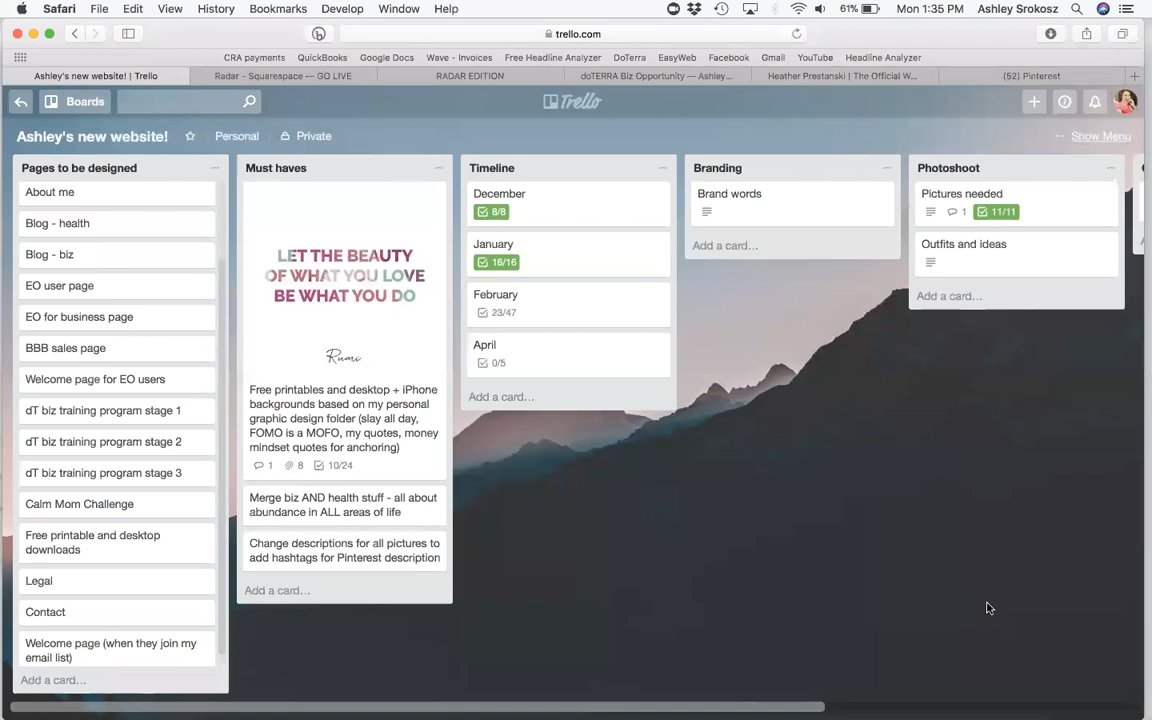 Safari File Edit View History Bookmarks Develop Window Help 61% Mon 1:35 PM Ashley Srokosz
trello.com
CRA payments QuickBooks Google Docs Wave - Invoices Free Headline Analyzer DoTerra EasyWeb Facebook Gmail YouTube Headline Analyzer
Ashley's new website! | Trello Radar - Squarespace — GO LIVE RADAR EDITION doTERRA Biz Opportunity — Ashley... Heather Prestanski | The Official W... (52) Pinterest
Boards Trello
Ashley's new website! Personal Private ... Show Menu
Pages to be designed
About me
Blog - health
Blog - biz
EO user page
EO for business page
BBB sales page
Welcome page for EO users
dT biz training program stage 1
dT biz training program stage 2
dT biz training program stage 3
Calm Mom Challenge
Free printable and desktop
downloads
Legal
Contact
Welcome page (when they join my
email list)
Add a card...
Must haves
LET THE BEAUTY
OF WHAT YOU LOVE
BE WHAT YOU DO
Rumi
Free printables and desktop + iPhone
backgrounds based on my personal
graphic design folder (slay all day,
FOMO is a MOFO, my quotes, money
mindset quotes for anchoring)
1 8 10/24
Merge biz AND health stuff - all about
abundance in ALL areas of life
Change descriptions for all pictures to
add hashtags for Pinterest description
Add a card...
Timeline
December
8/8
January
16/16
February
23/47
April
0/5
Add a card...
Branding
Brand words
Add a card...
Photoshoot
Pictures needed
1 11/11
Outfits and ideas
Add a card...